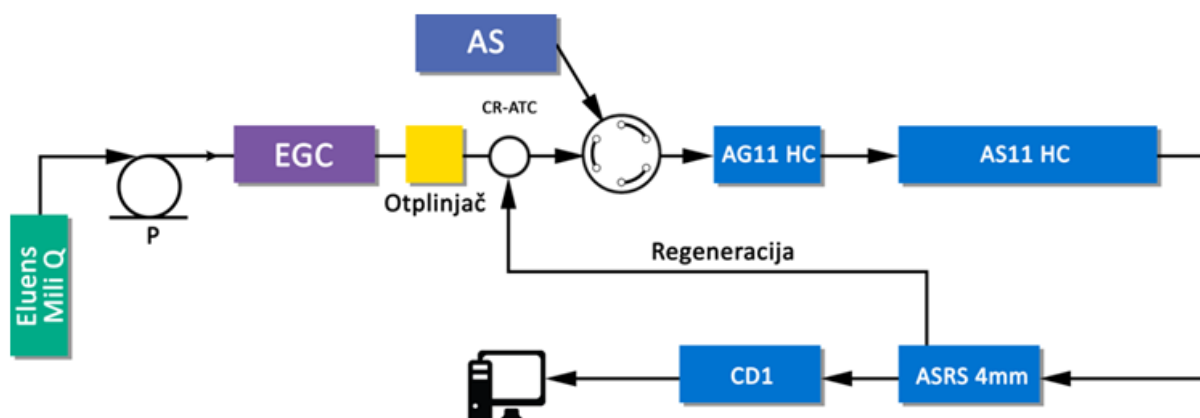 AS
CR-ATC
EGC
AG11 HC
AS11 HC
Otplinjač
P
Eluens
Mili Q
Regeneracija
CD1
ASRS 4mm